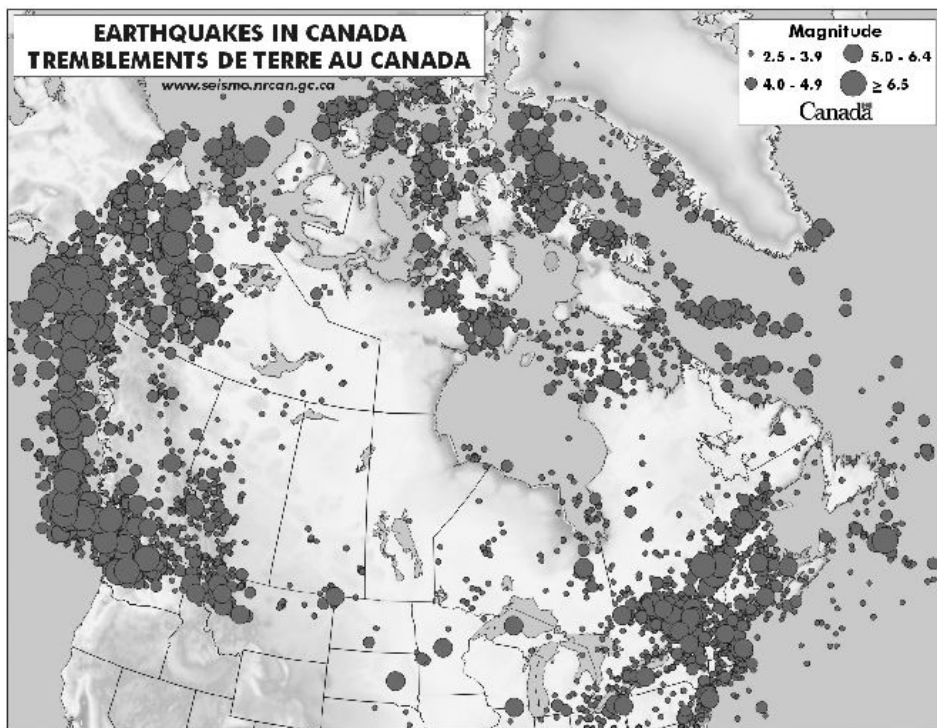 EARTHQUAKES IN CANADA
TREMBLEMENTS DE TERRE AU CANADA
www.seismo.nrcan.gc.ca
Magnitude
2.5 - 3.9 5.0 - 6.4
4.0 - 4.9 ≥ 6.5
Canada